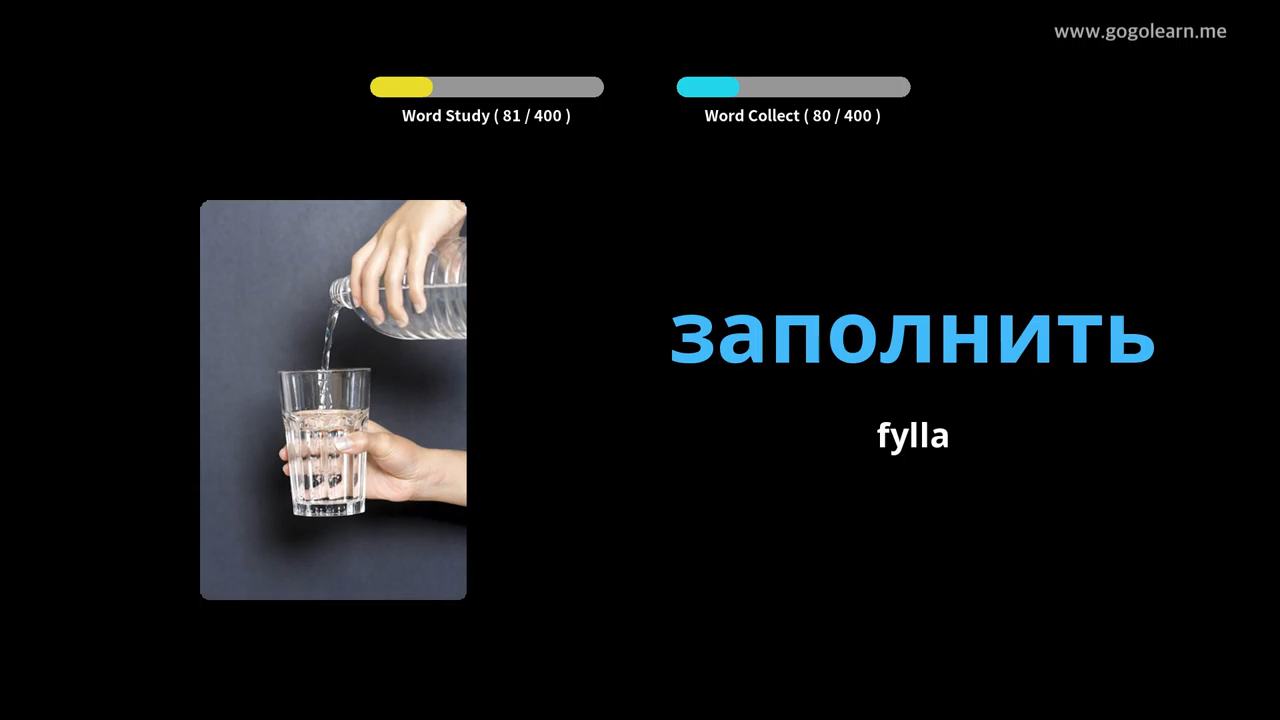 www.gogolearn.me
Word Study ( 81 / 400 )
Word Collect ( 80 / 400 )
заполнить
fylla